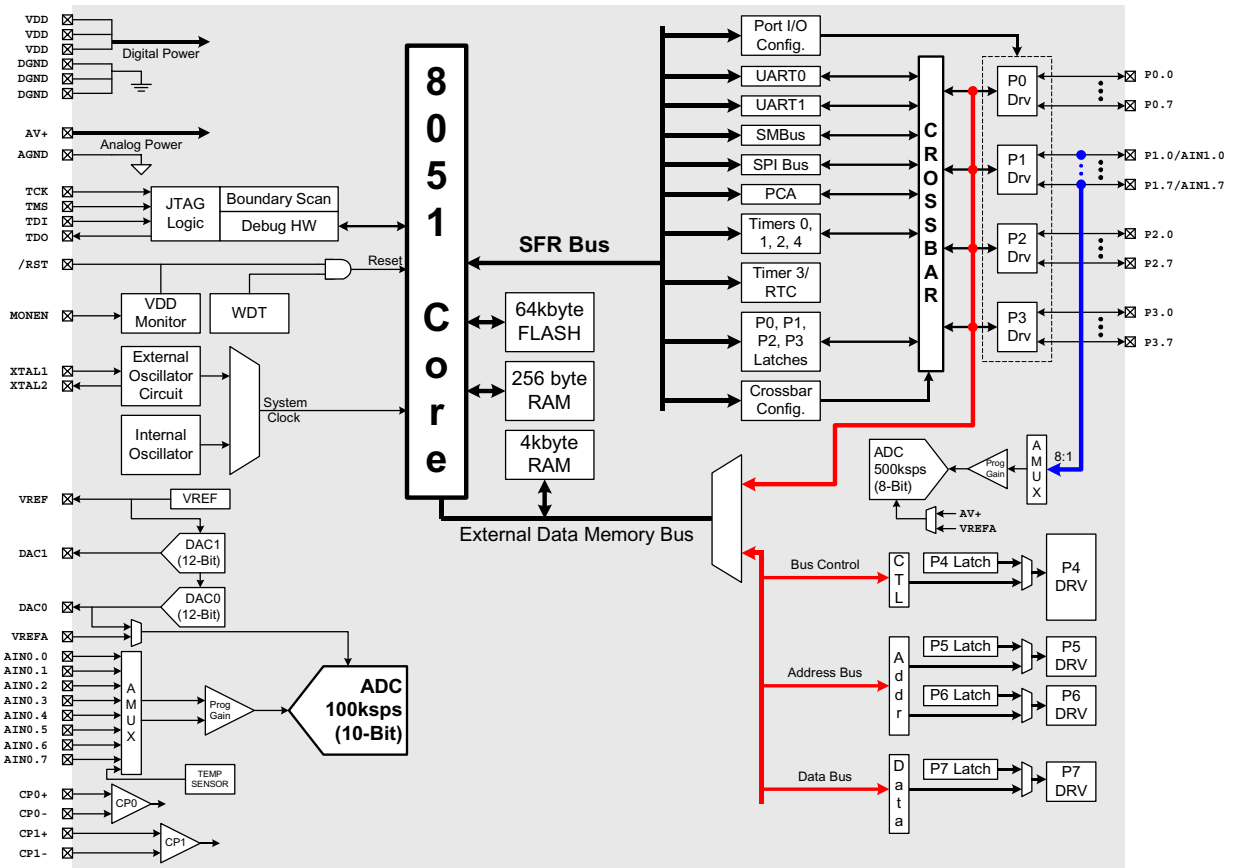 VDD
VDD
VDD
Digital Power
DGND
DGND
DGND
AV+
Analog Power
AGND
TCK
TMS
TDI
TDO
JTAG
Logic
Boundary Scan
Debug HW
/RST
Reset
MONEN
VDD
Monitor
WDT
XTAL1
XTAL2
External
Oscillator
Circuit
Internal
Oscillator
System
Clock
VREF
VREF
DAC1
DAC1
(12-Bit)
DAC0
DAC0
(12-Bit)
VREFA
AIN0.0
AIN0.1
AIN0.2
AIN0.3
AIN0.4
AIN0.5
AIN0.6
AIN0.7
AMUX
Prog
Gain
ADC
100ksps
(10-Bit)
TEMP
SENSOR
CP0+
CP0-
CP0
CP1+
CP1-
CP1
8051 Core
SFR Bus
64kbyte
FLASH
256 byte
RAM
4kbyte
RAM
External Data Memory Bus
Port I/O
Config.
UART0
UART1
SMBus
SPI Bus
PCA
Timers 0,
1, 2, 4
Timer 3/
RTC
P0, P1,
P2, P3
Latches
Crossbar
Config.
CROSSBAR
P0
Drv
P1
Drv
P2
Drv
P3
Drv
P0.0
P0.7
P1.0/AIN1.0
P1.7/AIN1.7
P2.0
P2.7
P3.0
P3.7
ADC
500ksps
(8-Bit)
Prog
Gain
AMUX
8:1
AV+
VREFA
Bus Control
CTL
P4 Latch
P4
DRV
Address Bus
Addr
P5 Latch
P5
DRV
P6 Latch
P6
DRV
Data Bus
Data
P7 Latch
P7
DRV